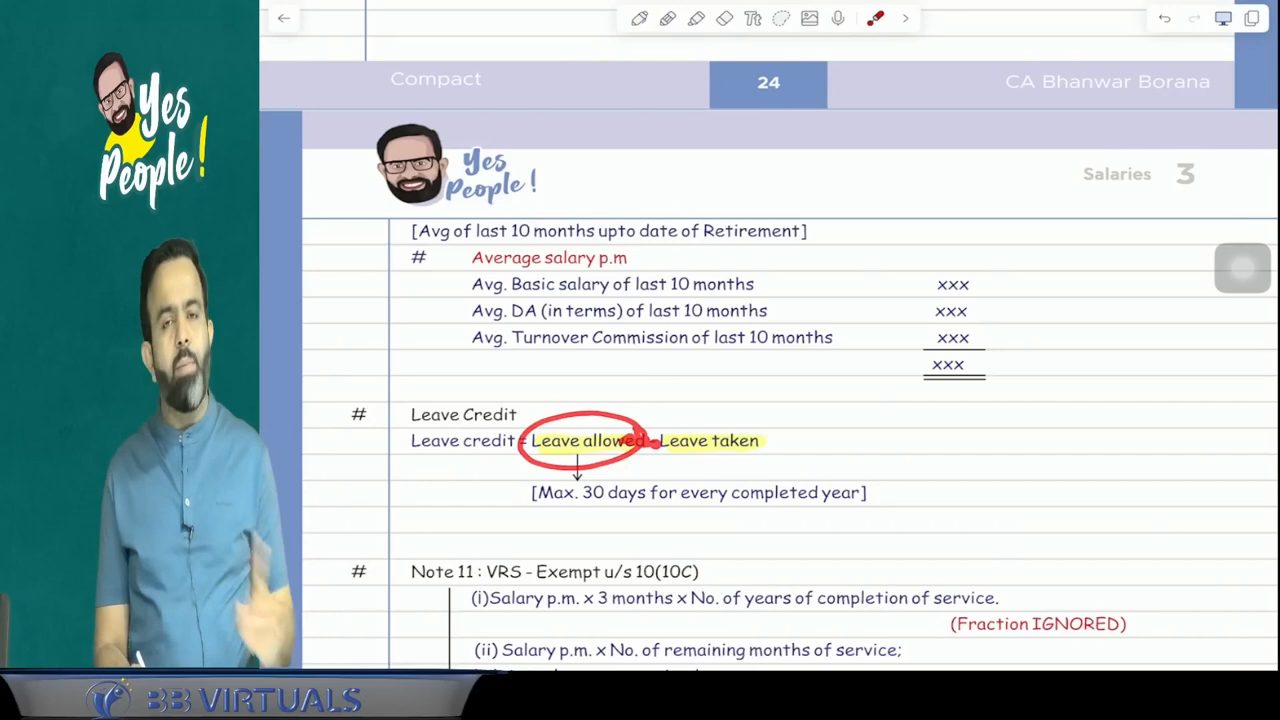 Yes
People!
Compact
24
CA Bhanwar Borana
Yes
People!
Salaries 3
[Avg of last 10 months upto date of Retirement]
# Average salary p.m
Avg. Basic salary of last 10 months xxx
Avg. DA (in terms) of last 10 months xxx
Avg. Turnover Commission of last 10 months xxx
xxx
# Leave Credit
Leave credit = Leave allowed - Leave taken
[Max. 30 days for every completed year]
# Note 11 : VRS - Exempt u/s 10(10C)
(i)Salary p.m. x 3 months x No. of years of completion of service.
(Fraction IGNORED)
(ii) Salary p.m. x No. of remaining months of service;
BB VIRTUALS